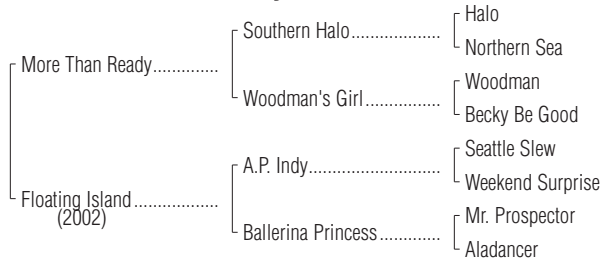 Halo
Southern Halo..................
Northern Sea
More Than Ready.............
Woodman
Woodman's Girl...............
Becky Be Good
Seattle Slew
A.P. Indy..........................
Weekend Surprise
Floating Island.................
(2002)
Mr. Prospector
Ballerina Princess............
Aladancer